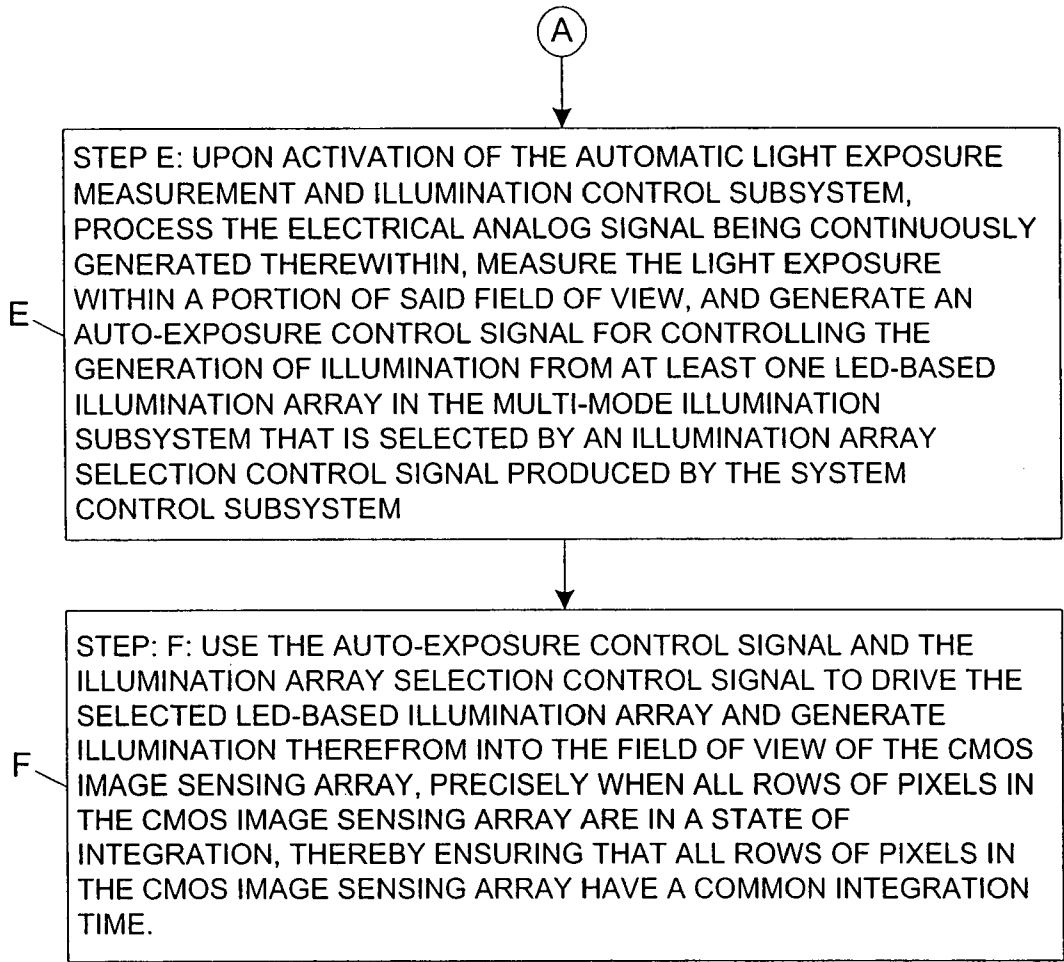 A
STEP E: UPON ACTIVATION OF THE AUTOMATIC LIGHT EXPOSURE
MEASUREMENT AND ILLUMINATION CONTROL SUBSYSTEM,
PROCESS THE ELECTRICAL ANALOG SIGNAL BEING CONTINUOUSLY
GENERATED THEREWITHIN, MEASURE THE LIGHT EXPOSURE
WITHIN A PORTION OF SAID FIELD OF VIEW, AND GENERATE AN
AUTO-EXPOSURE CONTROL SIGNAL FOR CONTROLLING THE
GENERATION OF ILLUMINATION FROM AT LEAST ONE LED-BASED
ILLUMINATION ARRAY IN THE MULTI-MODE ILLUMINATION
SUBSYSTEM THAT IS SELECTED BY AN ILLUMINATION ARRAY
SELECTION CONTROL SIGNAL PRODUCED BY THE SYSTEM
CONTROL SUBSYSTEM
E
STEP: F: USE THE AUTO-EXPOSURE CONTROL SIGNAL AND THE
ILLUMINATION ARRAY SELECTION CONTROL SIGNAL TO DRIVE THE
SELECTED LED-BASED ILLUMINATION ARRAY AND GENERATE
ILLUMINATION THEREFROM INTO THE FIELD OF VIEW OF THE CMOS
IMAGE SENSING ARRAY, PRECISELY WHEN ALL ROWS OF PIXELS IN
THE CMOS IMAGE SENSING ARRAY ARE IN A STATE OF
INTEGRATION, THEREBY ENSURING THAT ALL ROWS OF PIXELS IN
THE CMOS IMAGE SENSING ARRAY HAVE A COMMON INTEGRATION
TIME.
F